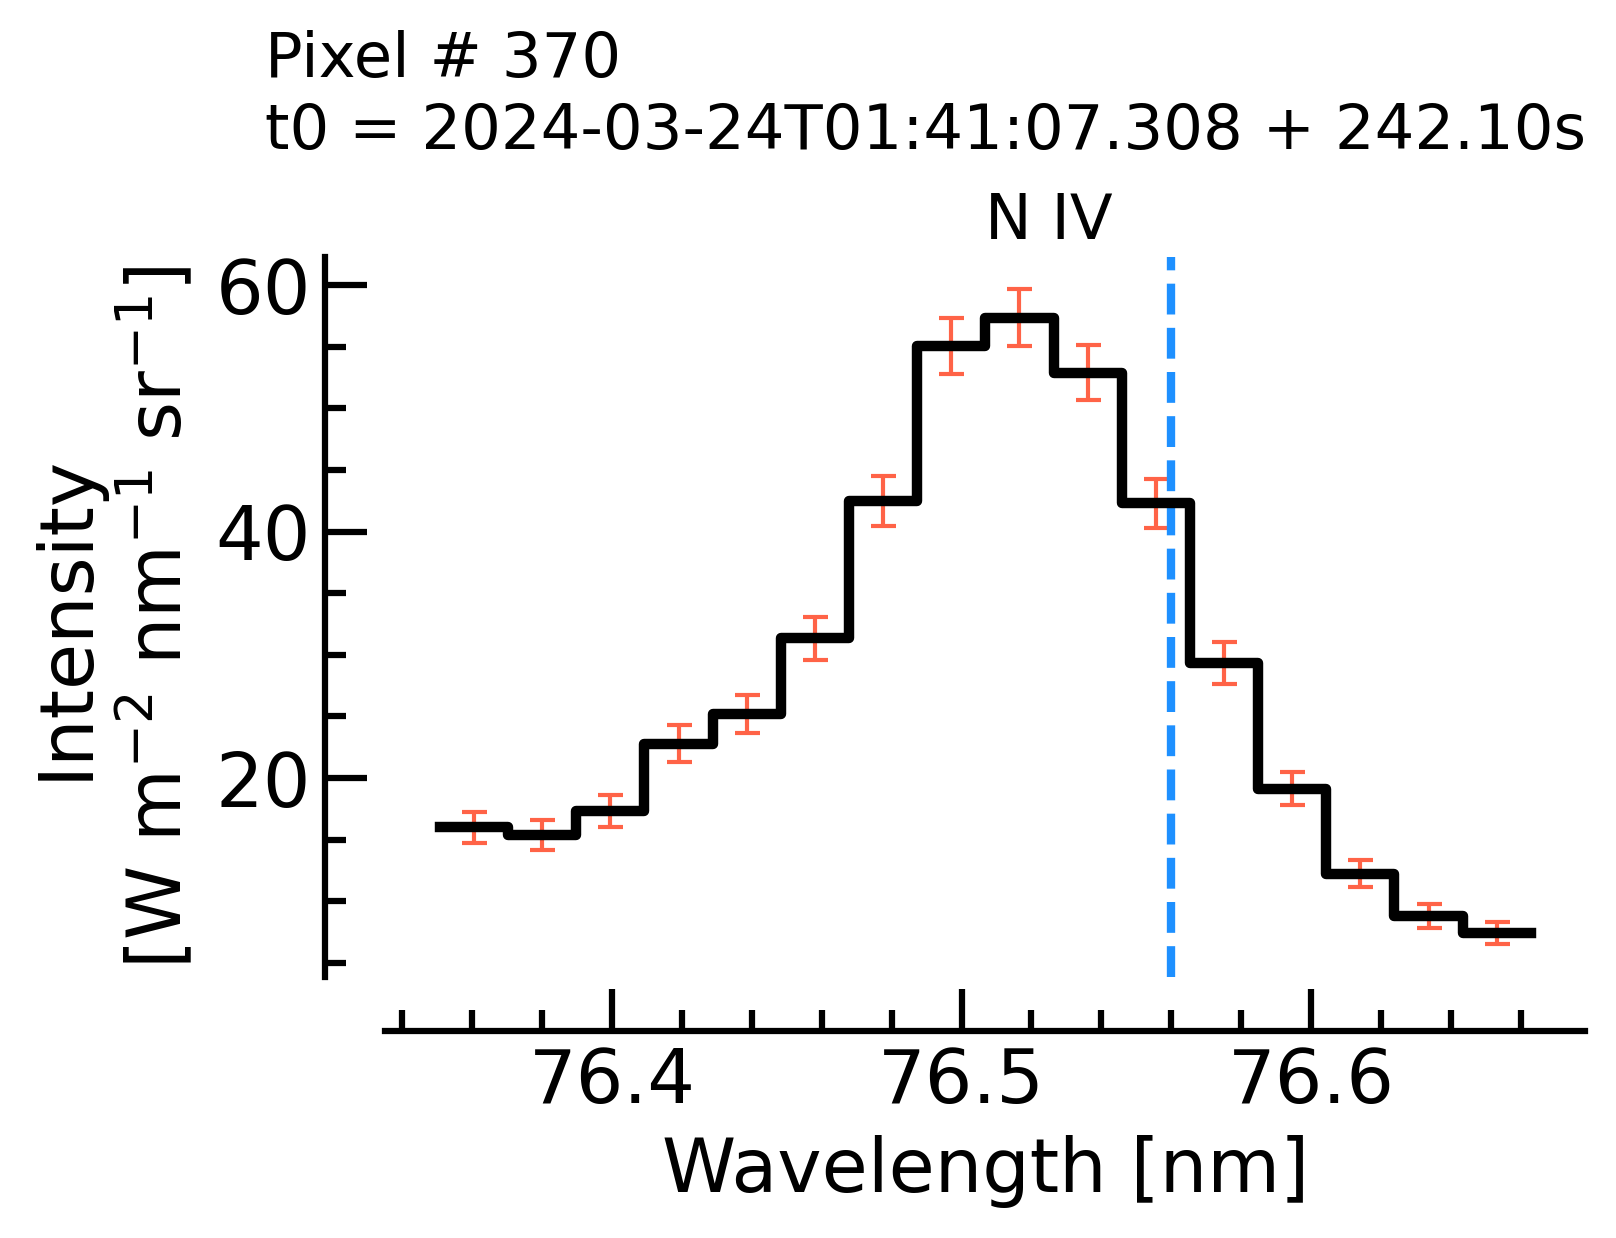 Pixel # 370
t0 = 2024-03-24T01:41:07.308 + 242.10s
N IV
Intensity
[W m⁻² nm⁻¹ sr⁻¹]
60
40
20
76.4 76.5 76.6
Wavelength [nm]